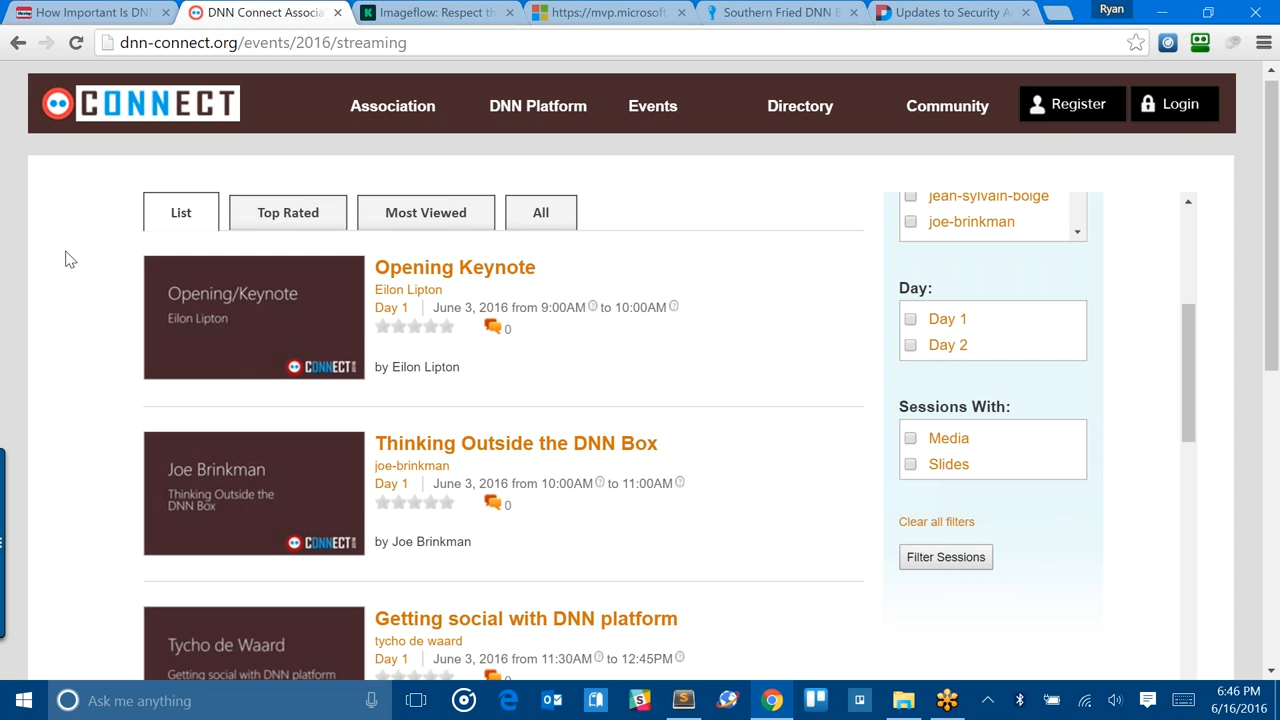 How Important is DN
DNN Connect Associa
Imageflow: Respect th
https://mvp.microsoft
Southern Fried DNN B
Updates to Security A
Ryan
dnn-connect.org/events/2016/streaming
CONNECT
Association
DNN Platform
Events
Directory
Community
Register
Login
List
Top Rated
Most Viewed
All
Opening/Keynote
Eilon Lipton
CONNECT
Opening Keynote
Eilon Lipton
Day 1 | June 3, 2016 from 9:00AM to 10:00AM
0
by Eilon Lipton
Joe Brinkman
Thinking Outside the
DNN Box
CONNECT
Thinking Outside the DNN Box
joe-brinkman
Day 1 | June 3, 2016 from 10:00AM to 11:00AM
0
by Joe Brinkman
Tycho de Waard
Getting social with DNN platform
Getting social with DNN platform
tycho de waard
Day 1 | June 3, 2016 from 11:30AM to 12:45PM
0
jean-sylvain-boige
joe-brinkman
Day:
Day 1
Day 2
Sessions With:
Media
Slides
Clear all filters
Filter Sessions
Ask me anything
6:46 PM
6/16/2016